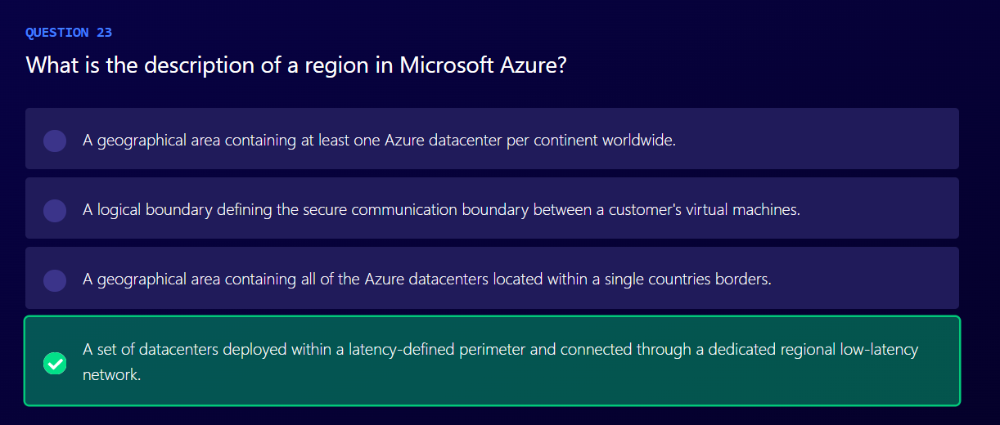 QUESTION 23
What is the description of a region in Microsoft Azure?
A geographical area containing at least one Azure datacenter per continent worldwide.
A logical boundary defining the secure communication boundary between a customer's virtual machines.
A geographical area containing all of the Azure datacenters located within a single countries borders.
A set of datacenters deployed within a latency-defined perimeter and connected through a dedicated regional low-latency
network.